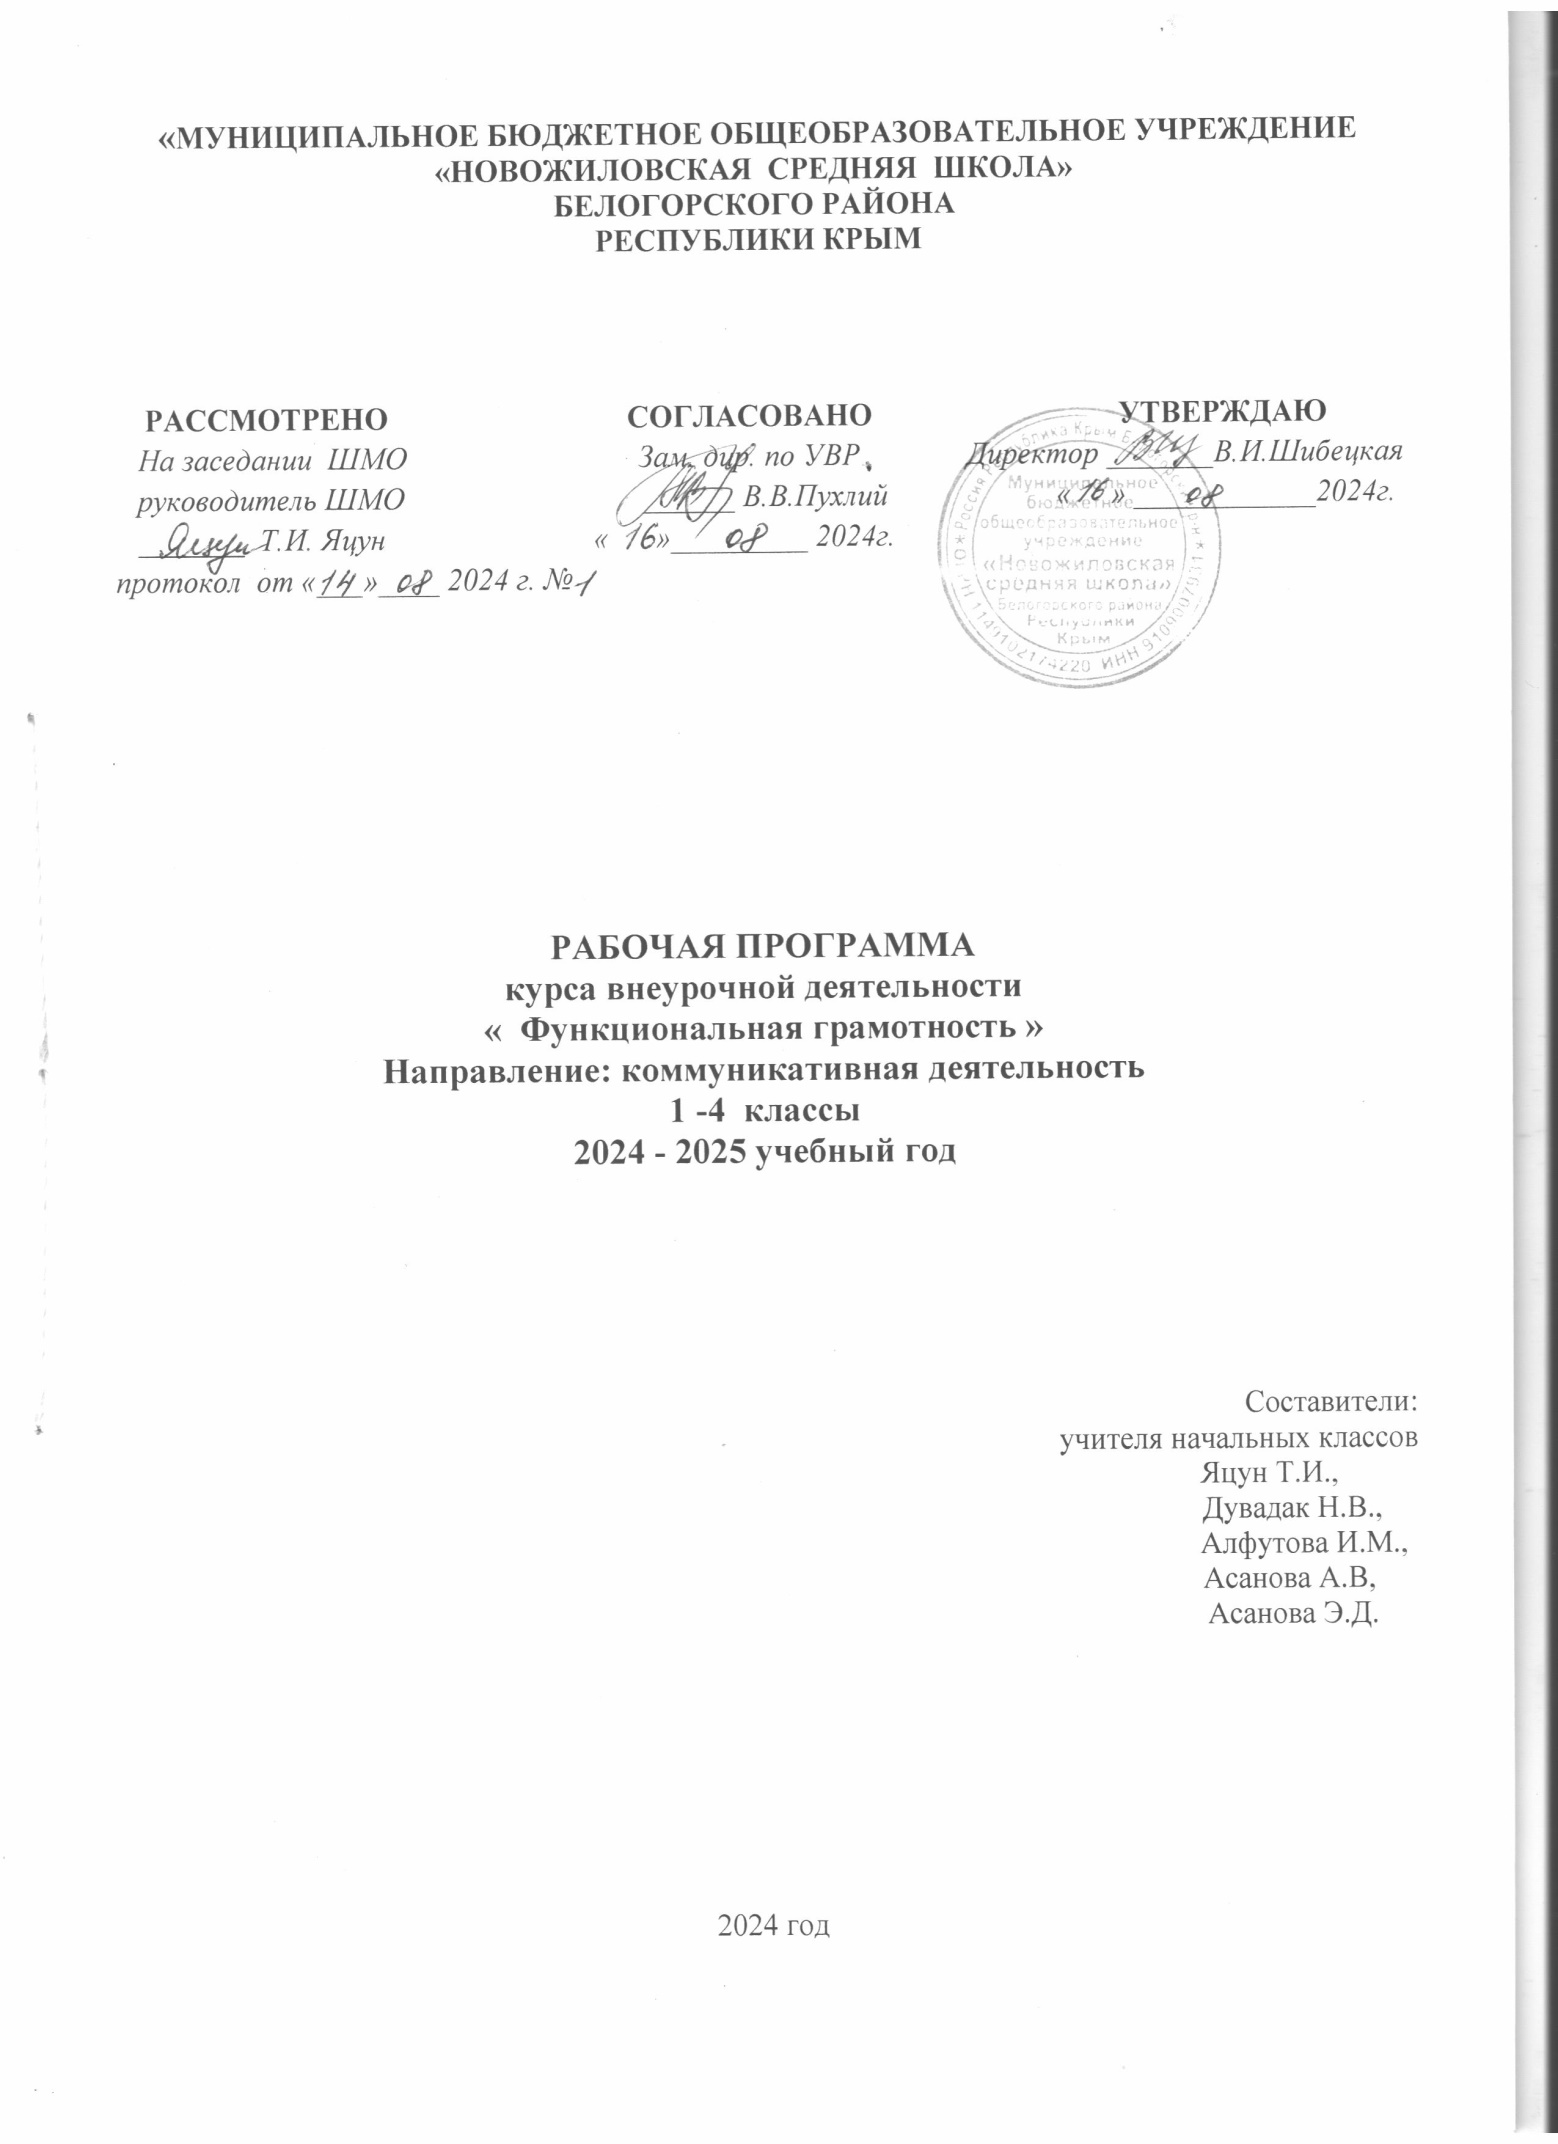 «МУНИЦИПАЛЬНОЕ БЮДЖЕТНОЕ ОБЩЕОБРАЗОВАТЕЛЬНОЕ УЧРЕЖДЕНИЕ
«НОВОЖИЛОВСКАЯ СРЕДНЯЯ ШКОЛА»
БЕЛОГОРСКОГО РАЙОНА
РЕСПУБЛИКИ КРЫМ
РАССМОТРЕНО
На заседании ШМО
руководитель ШМО
Т.И. Яцун
протокол от «14» 08 2024 г. №1
СОГЛАСОВАНО
Зам. дир. по УВР
В.В.Пухлий
« 16» 08 2024г.
УТВЕРЖДАЮ
Директор В.И.Шибецкая
« 16 » 08 2024г.
Муниципальное
бюджетное
общеобразовательное
учреждение
«Новожиловская
средняя школа»
Белогорского района
Республики
Крым
1149102174220 ИНН 9109007931
РАБОЧАЯ ПРОГРАММА
курса внеурочной деятельности
« Функциональная грамотность »
Направление: коммуникативная деятельность
1 -4 классы
2024 - 2025 учебный год
Составители:
учителя начальных классов
Яцун Т.И.,
Дувадак Н.В.,
Алфутова И.М.,
Асанова А.В,
Асанова Э.Д.
2024 год